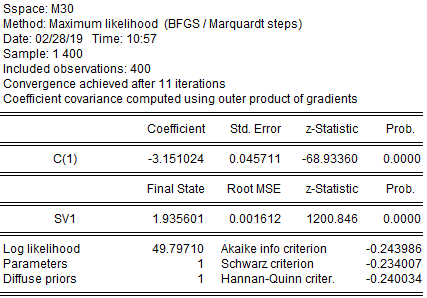 Sspace: M30
Method: Maximum likelihood (BFGS / Marquardt steps)
Date: 02/28/19 Time: 10:57
Sample: 1 400
Included observations: 400
Convergence achieved after 11 iterations
Coefficient covariance computed using outer product of gradients
Coefficient Std. Error z-Statistic Prob.
C(1) -3.151024 0.045711 -68.93360 0.0000
Final State Root MSE z-Statistic Prob.
SV1 1.935601 0.001612 1200.846 0.0000
Log likelihood 49.79710 Akaike info criterion -0.243986
Parameters 1 Schwarz criterion -0.234007
Diffuse priors 1 Hannan-Quinn criter. -0.240034